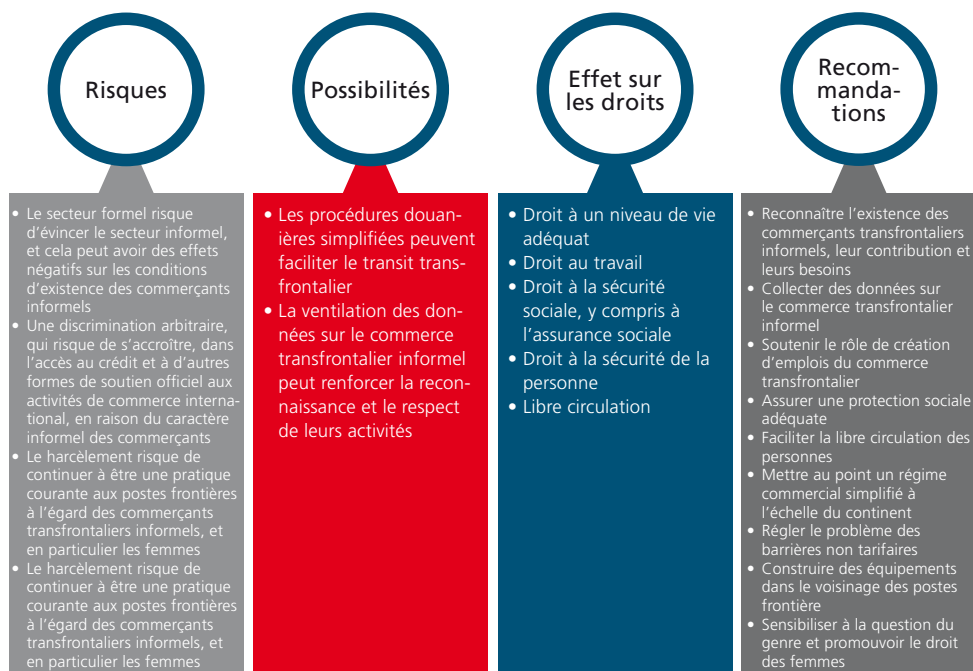 Risques
• Le secteur formel risque
d'évincer le secteur informel,
et cela peut avoir des effets
négatifs sur les conditions
d'existence des commerçants
informels
• Une discrimination arbitraire,
qui risque de s'accroître, dans
l'accès au crédit et à d'autres
formes de soutien officiel aux
activités de commerce interna-
tional, en raison du caractère
informel des commerçants
• Le harcèlement risque de
continuer à être une pratique
courante aux postes frontières
à l'égard des commerçants
transfrontaliers informels, et
en particulier les femmes
• Le harcèlement risque de
continuer à être une pratique
courante aux postes frontières
à l'égard des commerçants
transfrontaliers informels, et
en particulier les femmes
Possibilités
• Les procédures douan-
ières simplifiées peuvent
faciliter le transit trans-
frontalier
• La ventilation des don-
nées sur le commerce
transfrontalier informel
peut renforcer la recon-
naissance et le respect
de leurs activités
Effet sur
les droits
• Droit à un niveau de vie
adéquat
• Droit au travail
• Droit à la sécurité
sociale, y compris à
l'assurance sociale
• Droit à la sécurité de la
personne
• Libre circulation
Recom-
manda-
tions
• Reconnaître l'existence des
commerçants transfrontaliers
informels, leur contribution et
leurs besoins
• Collecter des données sur
le commerce transfrontalier
informel
• Soutenir le rôle de création
d'emplois du commerce
transfrontalier
• Assurer une protection sociale
adéquate
• Faciliter la libre circulation des
personnes
• Mettre au point un régime
commercial simplifié à
l'échelle du continent
• Régler le problème des
barrières non tarifaires
• Construire des équipements
dans le voisinage des postes
frontière
• Sensibiliser à la question du
genre et promouvoir le droit
des femmes